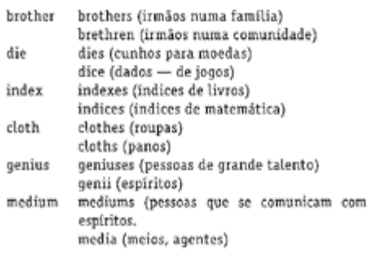 brother brothers (irmãos numa família)
brethren (irmãos numa comunidade)
die dies (cunhos para moedas)
dice (dados — de jogos)
index indexes (índices de livros)
indices (índices de matemática)
cloth clothes (roupas)
cloths (panos)
genius geniuses (pessoas de grande talento)
genii (espíritos)
medium mediums (pessoas que se comunicam com
espíritos.
media (meios, agentes)